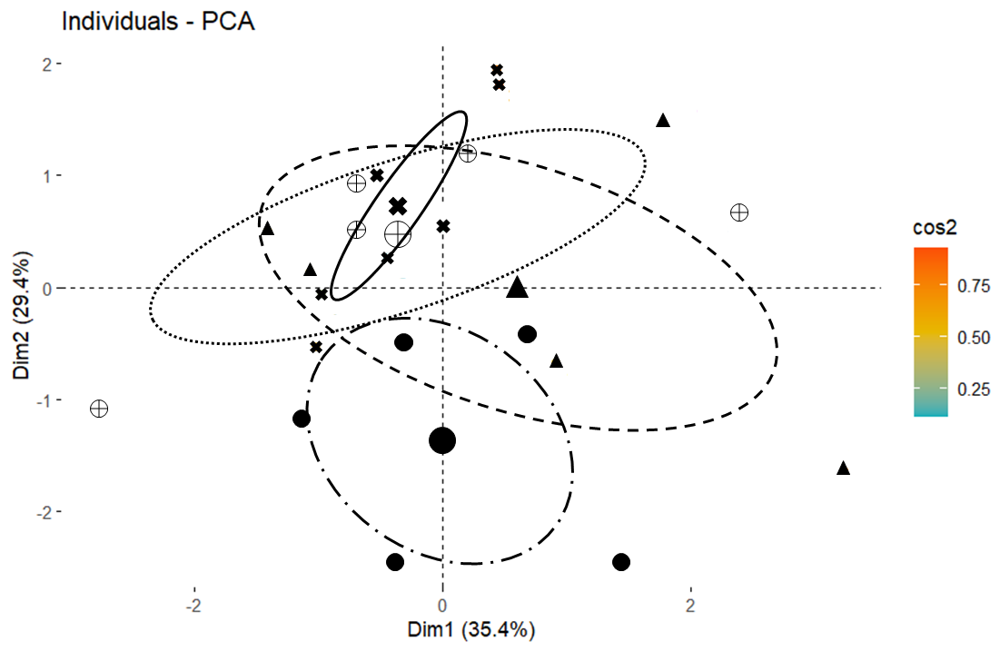 Individuals - PCA
2
1
0
-1
-2
Dim2 (29.4%)
-2
0
2
Dim1 (35.4%)
cos2
0.75
0.50
0.25